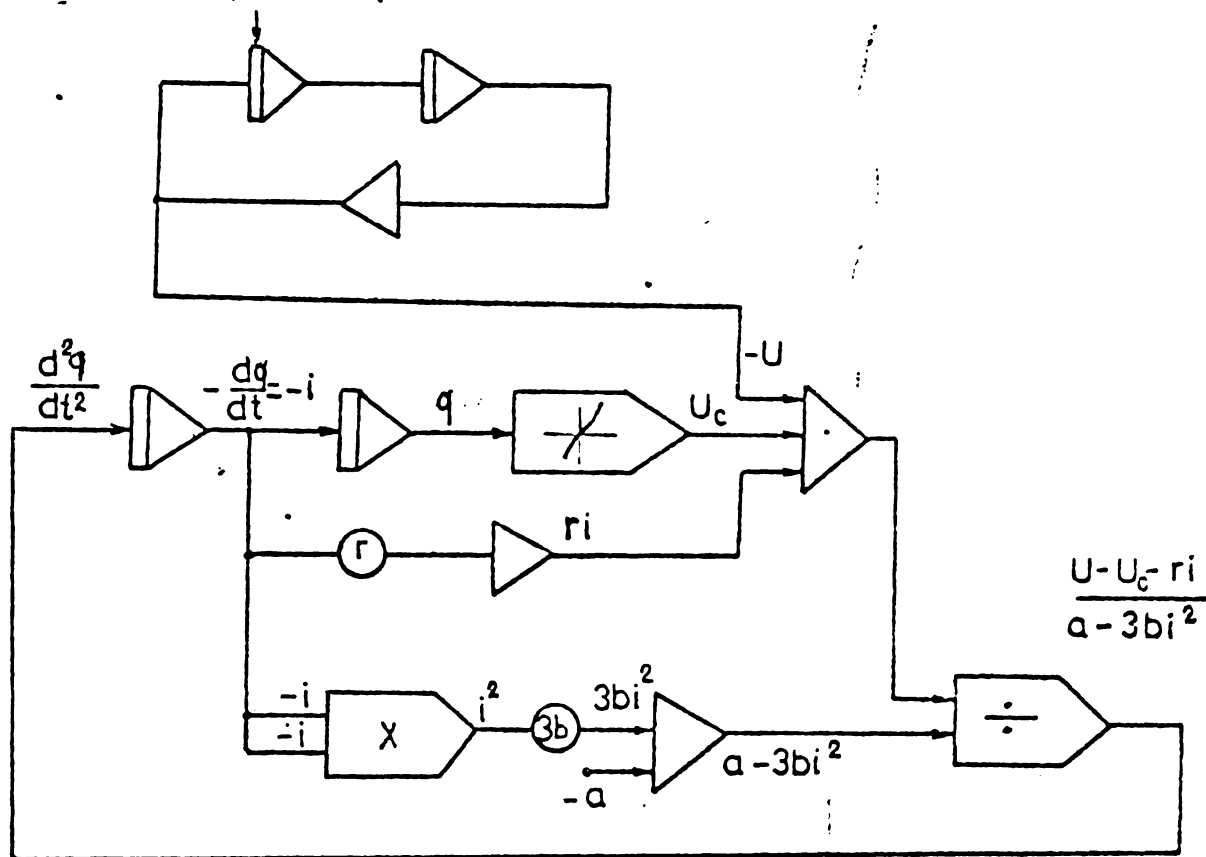 -U
d²q/dt²
-dq/dt=-i
q
U_c
r
ri
U-U_c-ri
a-3bi²
-i
-i
X
i²
3b
3bi²
-a
a-3bi²
÷